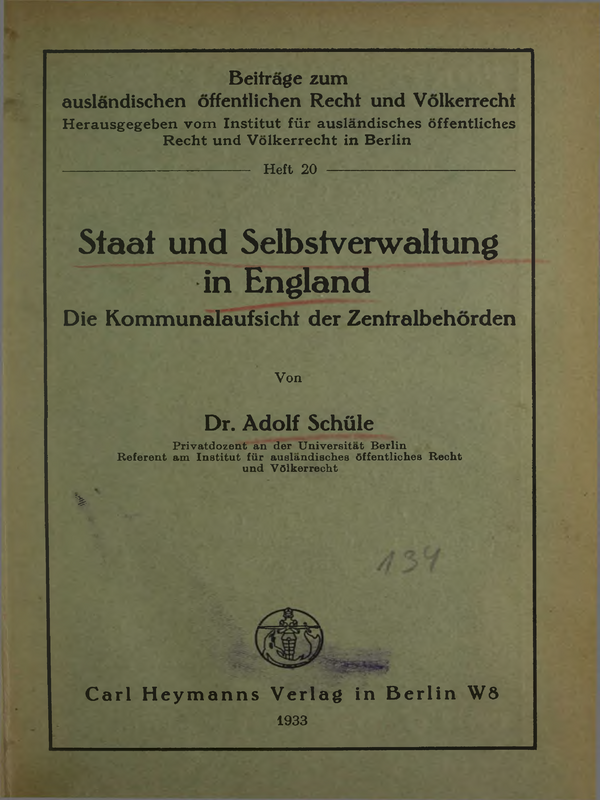 Beiträge zum
ausländischen öffentlichen Recht und Völkerrecht
Herausgegeben vom Institut für ausländisches öffentliches
Recht und Völkerrecht in Berlin
Heft 20
Staat und Selbstverwaltung
in England
Die Kommunalaufsicht der Zentralbehörden
Von
Dr. Adolf Schüle
Privatdozent an der Universität Berlin
Referent am Institut für ausländisches öffentliches Recht
und Völkerrecht
134
Carl Heymanns Verlag in Berlin W8
1933